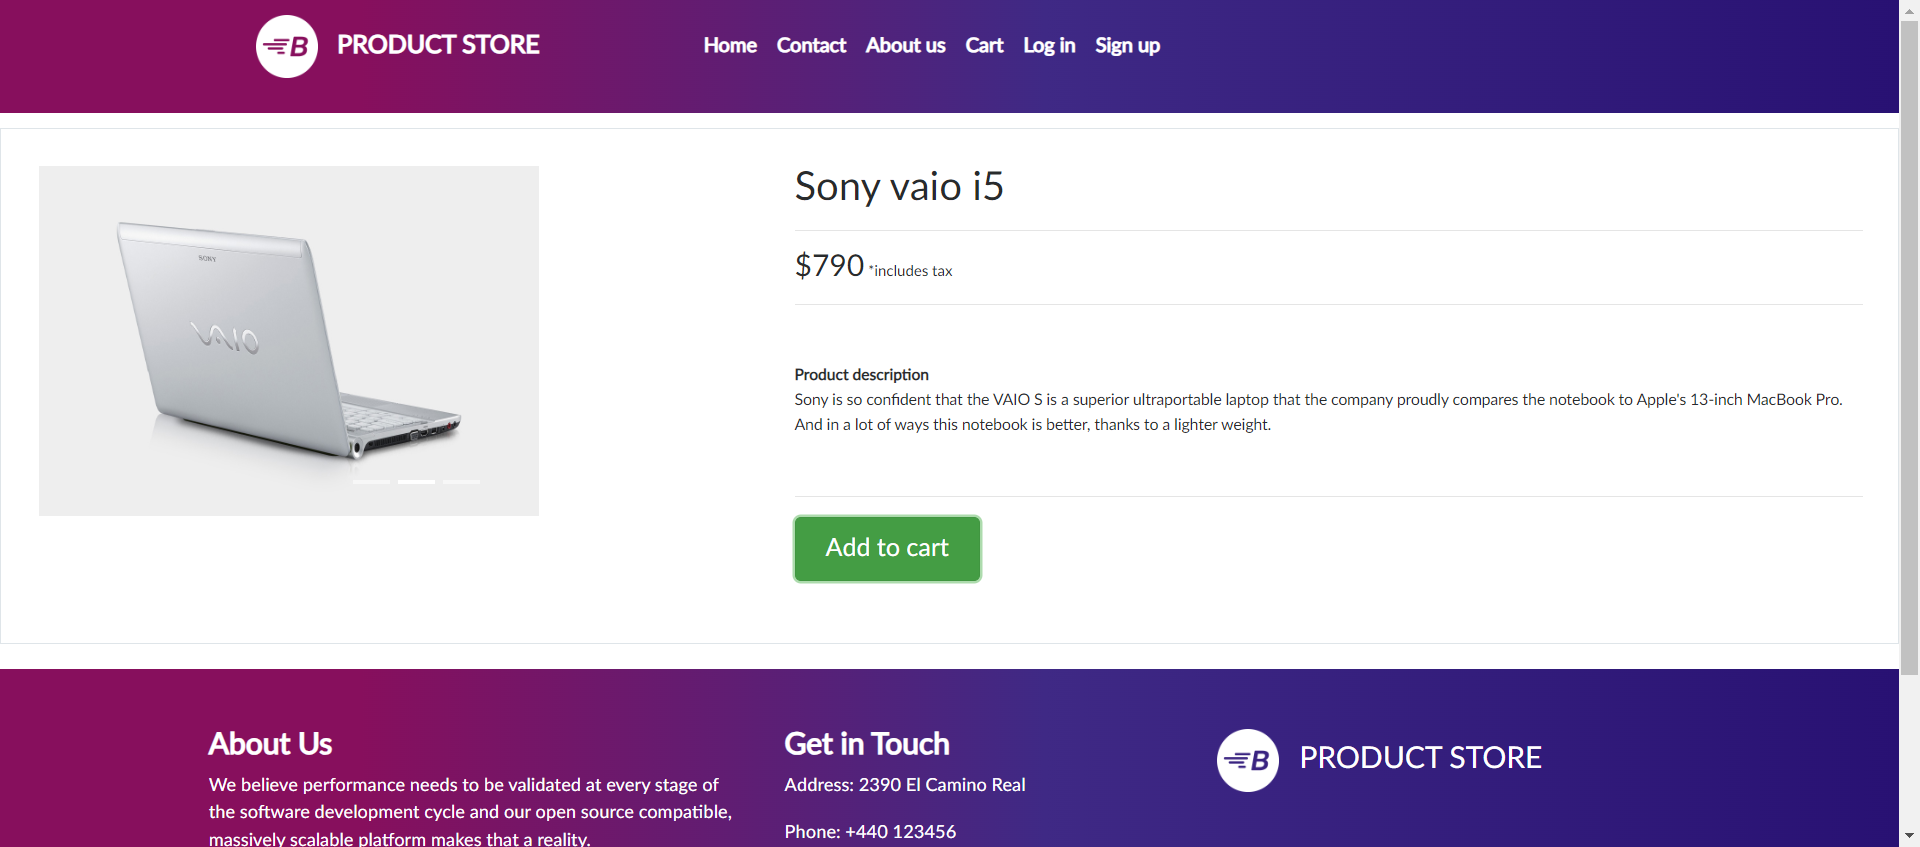 B PRODUCT STORE
Home Contact About us Cart Log in Sign up
SONY
VAIO
Sony vaio i5
$790 *includes tax
Product description
Sony is so confident that the VAIO S is a superior ultraportable laptop that the company proudly compares the notebook to Apple's 13-inch MacBook Pro.
And in a lot of ways this notebook is better, thanks to a lighter weight.
Add to cart
About Us
We believe performance needs to be validated at every stage of
the software development cycle and our open source compatible,
massively scalable platform makes that a reality.
Get in Touch
Address: 2390 El Camino Real
Phone: +440 123456
B PRODUCT STORE